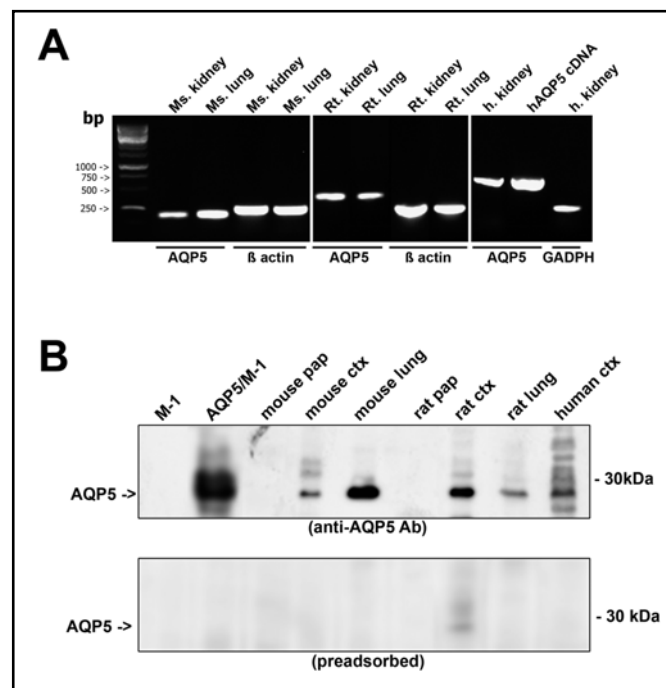 A
Ms. kidney Ms. lung Ms. kidney Ms. lung Rt. kidney Rt. lung Rt. kidney Rt. lung h. kidney hAQP5 cDNA h. kidney
bp
1000 ->
750 ->
500 ->
250 ->
AQP5 ß actin AQP5 ß actin AQP5 GADPH
B
M-1 AQP5/M-1 mouse pap mouse ctx mouse lung rat pap rat ctx rat lung human ctx
- 30kDa
AQP5 ->
(anti-AQP5 Ab)
- 30 kDa
AQP5 ->
(preadsorbed)